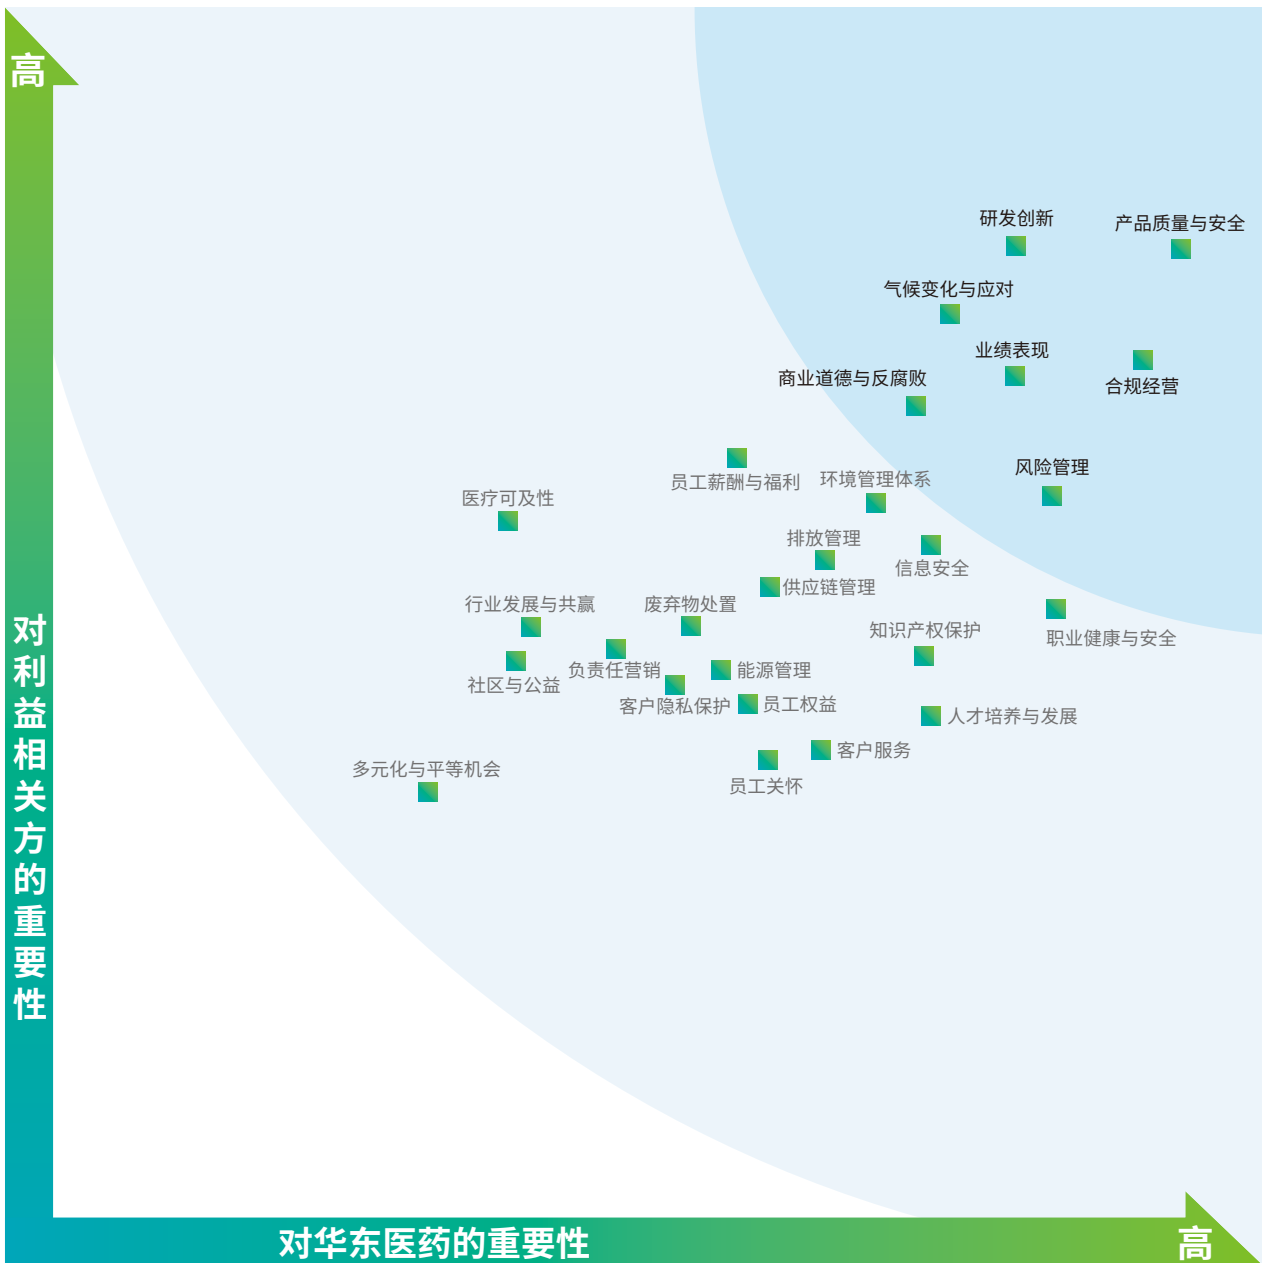 高
研发创新
产品质量与安全
气候变化与应对
业绩表现
商业道德与反腐败
合规经营
风险管理
员工薪酬与福利
环境管理体系
医疗可及性
排放管理
信息安全
供应链管理
行业发展与共赢
废弃物处置
知识产权保护
职业健康与安全
负责任营销
能源管理
社区与公益
客户隐私保护
员工权益
人才培养与发展
客户服务
多元化与平等机会
员工关怀
对利益相关方的重要性
对华东医药的重要性
高